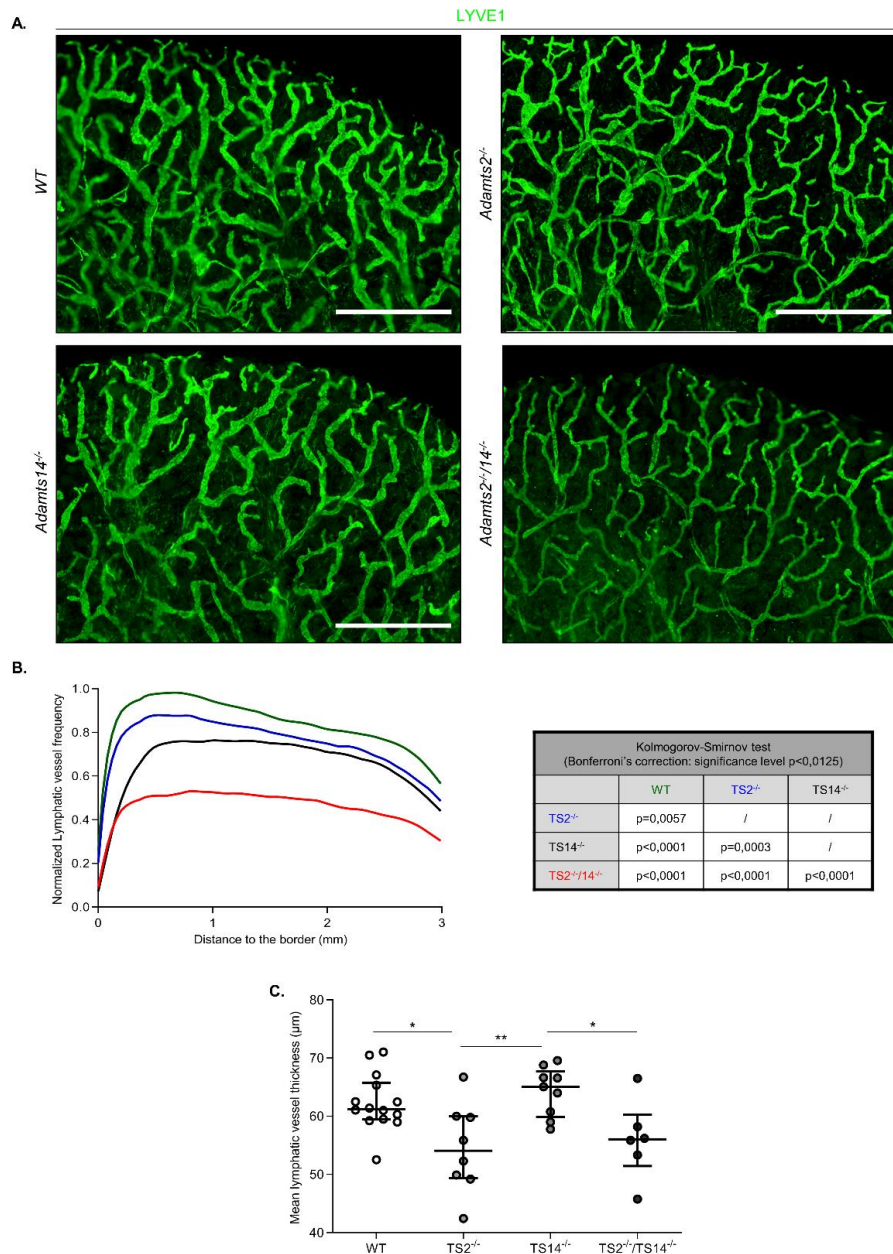 LYVE1
A.
WT
Adamts2-/-
Adamts14-/-
Adamts2-/-/14-/-
B.
Normalized Lymphatic vessel frequency
1.0
0.8
0.6
0.4
0.2
0.0
0 1 2 3
Distance to the border (mm)
Kolmogorov-Smirnov test
(Bonferroni's correction: significance level p<0,0125)
WT TS2-/- TS14-/-
TS2-/- p=0,0057 / /
TS14-/- p<0,0001 p=0,0003 /
TS2-/-/14-/- p<0,0001 p<0,0001 p<0,0001
C.
Mean lymphatic vessel thickness (µm)
80
70
60
50
40
* ** *
WT TS2-/- TS14-/- TS2-/-/TS14-/-